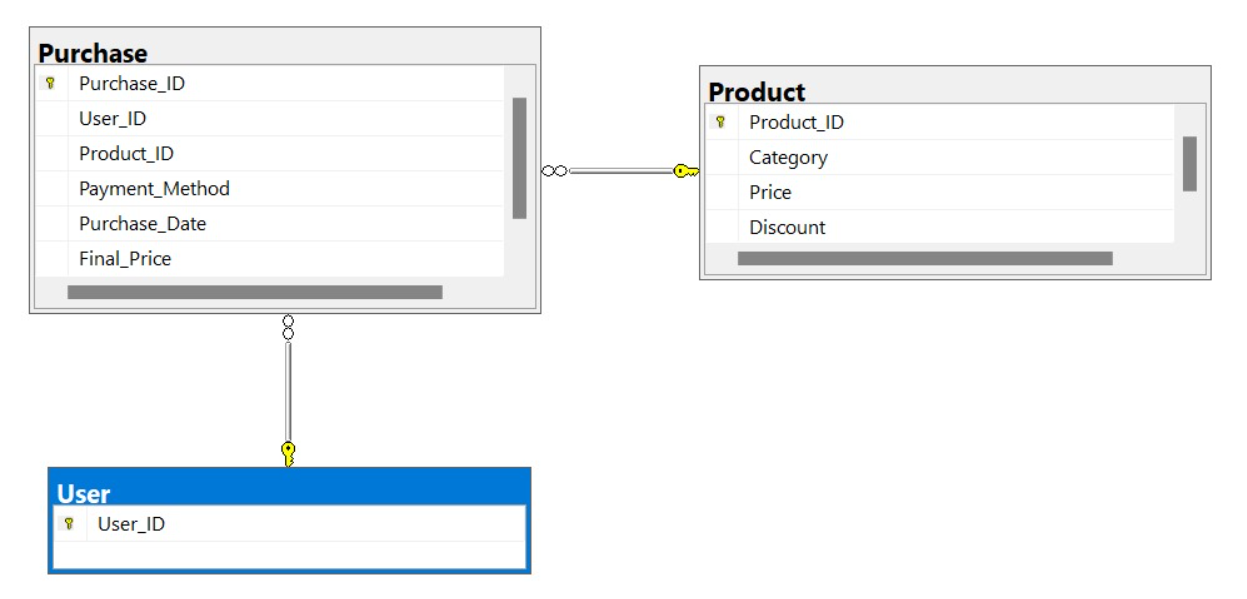 Purchase
Purchase_ID
User_ID
Product_ID
Payment_Method
Purchase_Date
Final_Price
Product
Product_ID
Category
Price
Discount
User
User_ID